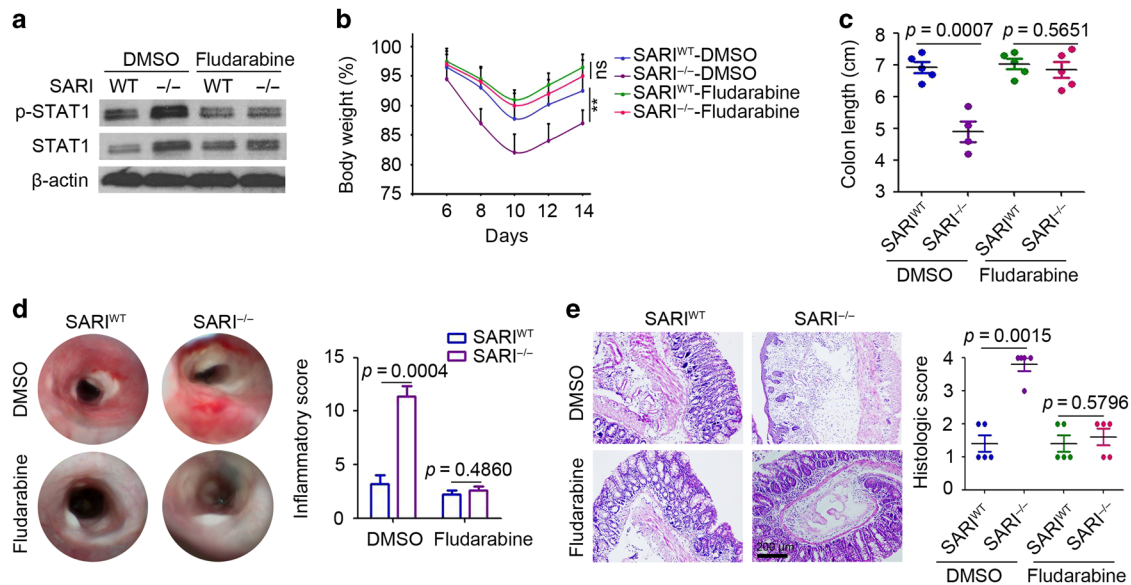 a
DMSO Fludarabine
SARI WT –/– WT –/–
p-STAT1
STAT1
β-actin
b
100
95
90
85
80
75
6 8 10 12 14
Days
Body weight (%)
ns
**
SARIᵂᵀ-DMSO
SARI⁻/⁻-DMSO
SARIᵂᵀ-Fludarabine
SARI⁻/⁻-Fludarabine
c
p = 0.0007 p = 0.5651
8
7
6
5
4
3
Colon length (cm)
SARIᵂᵀ SARI⁻/⁻ SARIᵂᵀ SARI⁻/⁻
DMSO Fludarabine
d
SARIᵂᵀ SARI⁻/⁻
DMSO
Fludarabine
SARIᵂᵀ
SARI⁻/⁻
15
10
5
0
Inflammatory score
p = 0.0004
p = 0.4860
DMSO Fludarabine
e
SARIᵂᵀ SARI⁻/⁻
DMSO
Fludarabine
200 µm
p = 0.0015
p = 0.5796
4
3
2
1
0
Histologic score
SARIᵂᵀ SARI⁻/⁻ SARIᵂᵀ SARI⁻/⁻
DMSO Fludarabine